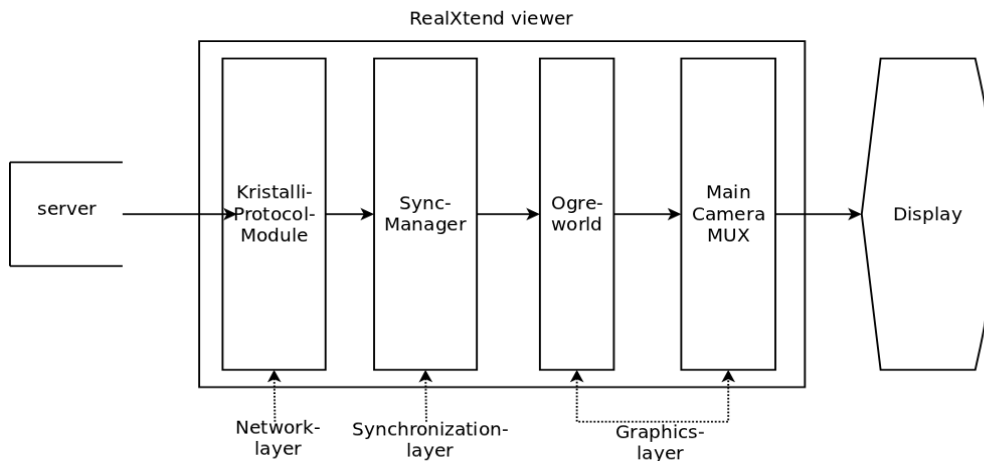 RealXtend viewer
server
Kristalli-
Protocol-
Module
Sync-
Manager
Ogre-
world
Main
Camera
MUX
Display
Network-
layer
Synchronization-
layer
Graphics-
layer